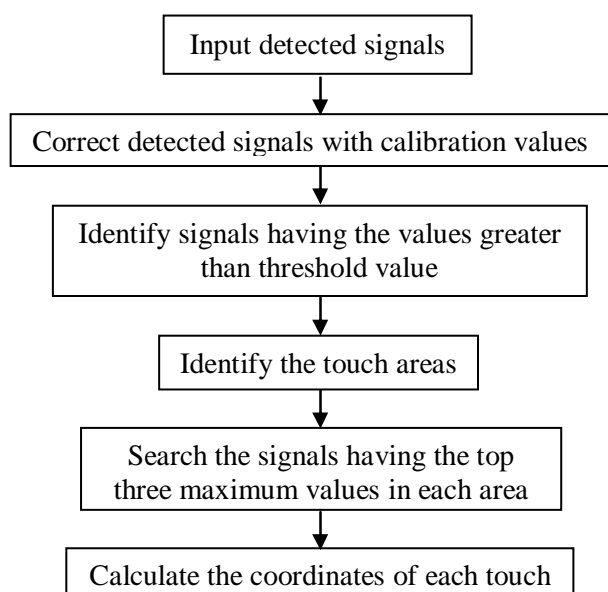 Input detected signals
Correct detected signals with calibration values
Identify signals having the values greater
than threshold value
Identify the touch areas
Search the signals having the top
three maximum values in each area
Calculate the coordinates of each touch